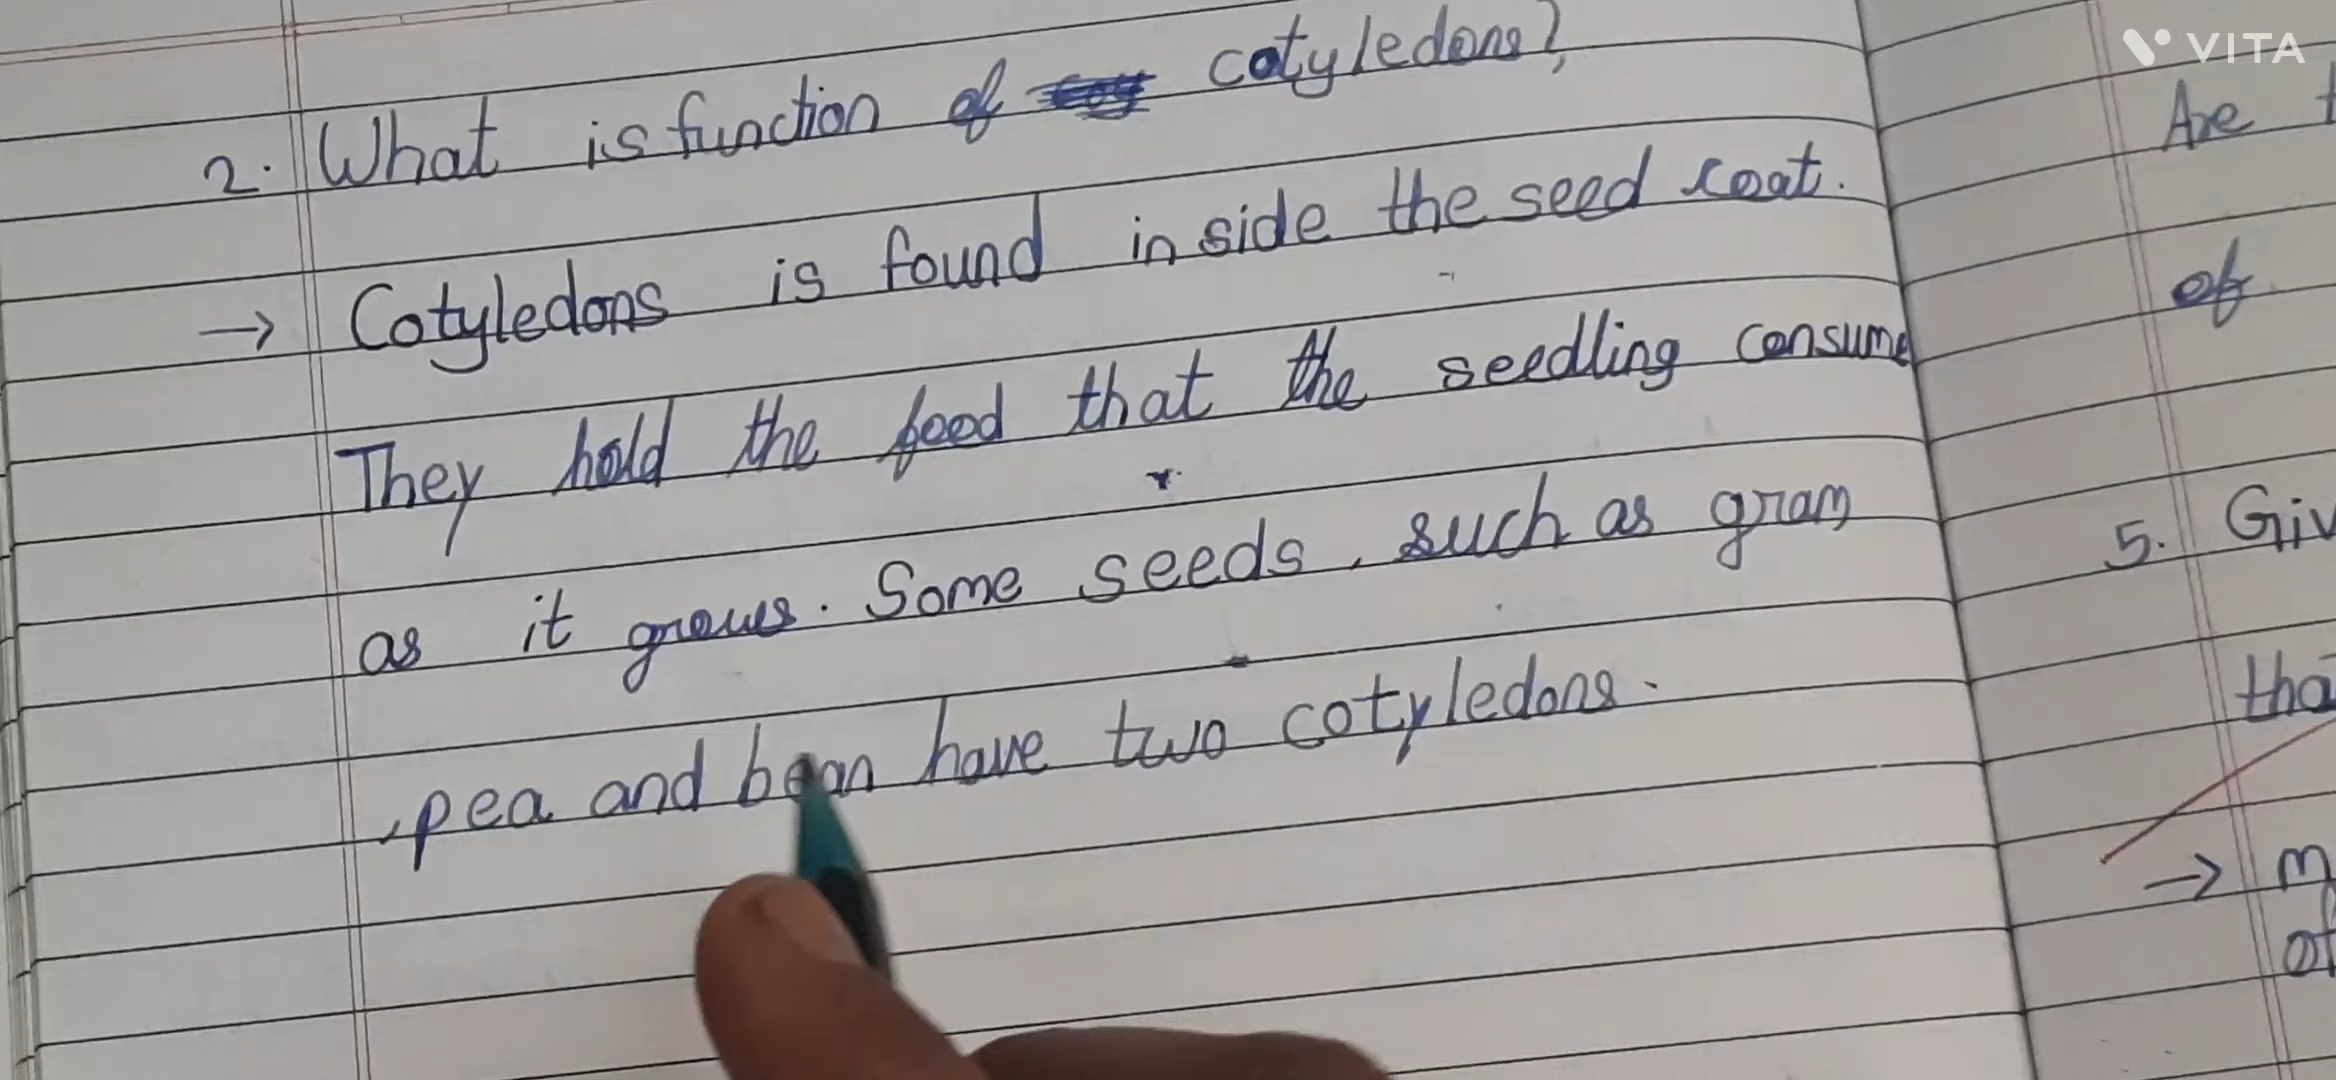 VITA
2. What is function of cotyledons?
→ Cotyledons is found inside the seed coat.
They hold the food that the seedling consume
as it grows. Some seeds, such as gram
, pea and bean have two cotyledons.
Are
of
5. Giv
tha
→ m
of